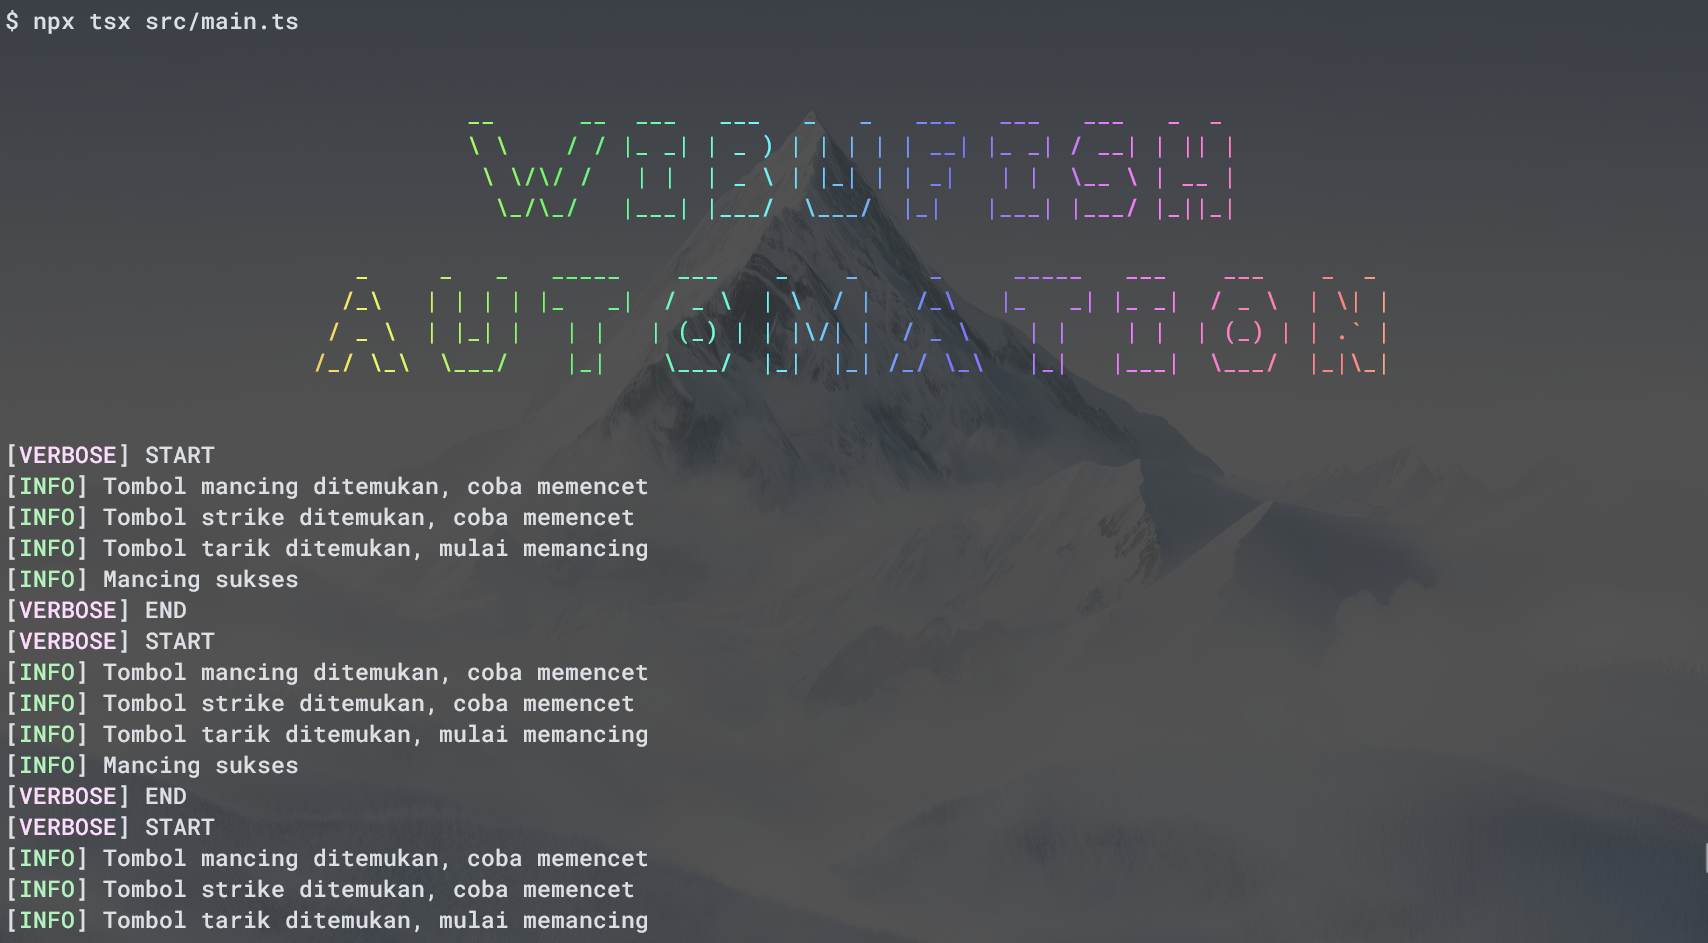 $ npx tsx src/main.ts
WIBUFISH
AUTOMATION
[VERBOSE] START
[INFO] Tombol mancing ditemukan, coba memencet
[INFO] Tombol strike ditemukan, coba memencet
[INFO] Tombol tarik ditemukan, mulai memancing
[INFO] Mancing sukses
[VERBOSE] END
[VERBOSE] START
[INFO] Tombol mancing ditemukan, coba memencet
[INFO] Tombol strike ditemukan, coba memencet
[INFO] Tombol tarik ditemukan, mulai memancing
[INFO] Mancing sukses
[VERBOSE] END
[VERBOSE] START
[INFO] Tombol mancing ditemukan, coba memencet
[INFO] Tombol strike ditemukan, coba memencet
[INFO] Tombol tarik ditemukan, mulai memancing